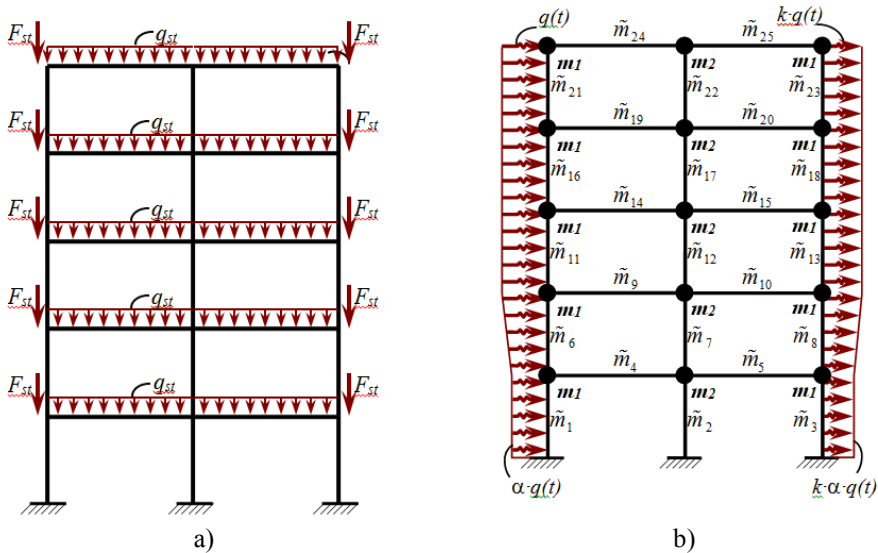 F_st q_st F_st
F_st q_st F_st
F_st q_st F_st
F_st q_st F_st
F_st q_st F_st
a)
q(t) m̃_24 m̃_25 k·q(t)
m1 m2 m1
m̃_21 m̃_22 m̃_23
m̃_19 m̃_20
m1 m2 m1
m̃_16 m̃_17 m̃_18
m̃_14 m̃_15
m1 m2 m1
m̃_11 m̃_12 m̃_13
m̃_9 m̃_10
m1 m2 m1
m̃_6 m̃_7 m̃_8
m̃_4 m̃_5
m1 m2 m1
m̃_1 m̃_2 m̃_3
α·q(t) k·α·q(t)
b)